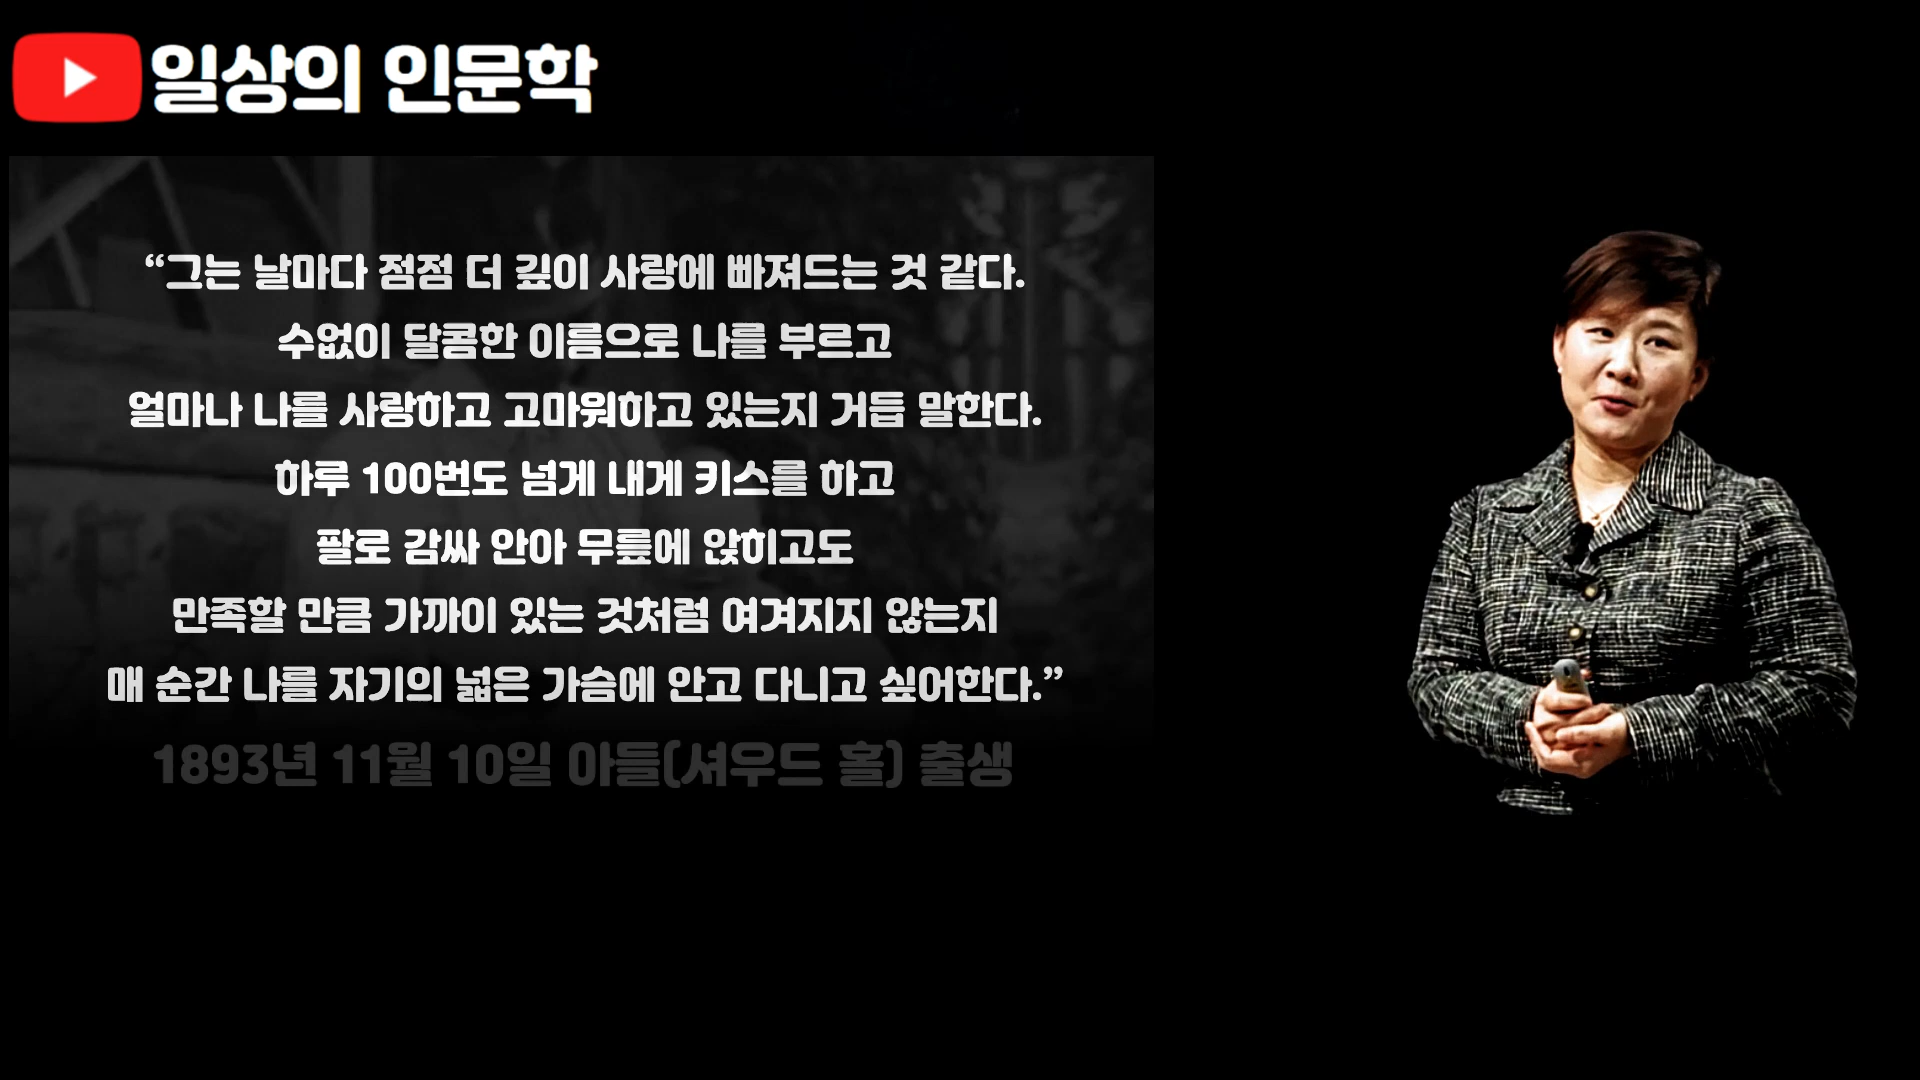 일상의 인문학
“그는 날마다 점점 더 깊이 사랑에 빠져드는 것 같다.
수없이 달콤한 이름으로 나를 부르고
얼마나 나를 사랑하고 고마워하고 있는지 거듭 말한다.
하루 100번도 넘게 내게 키스를 하고
팔로 감싸 안아 무릎에 앉히고도
만족할 만큼 가까이 있는 것처럼 여겨지지 않는지
매 순간 나를 자기의 넓은 가슴에 안고 다니고 싶어한다.”
1893년 11월 10일 아들(셔우드 홀) 출생